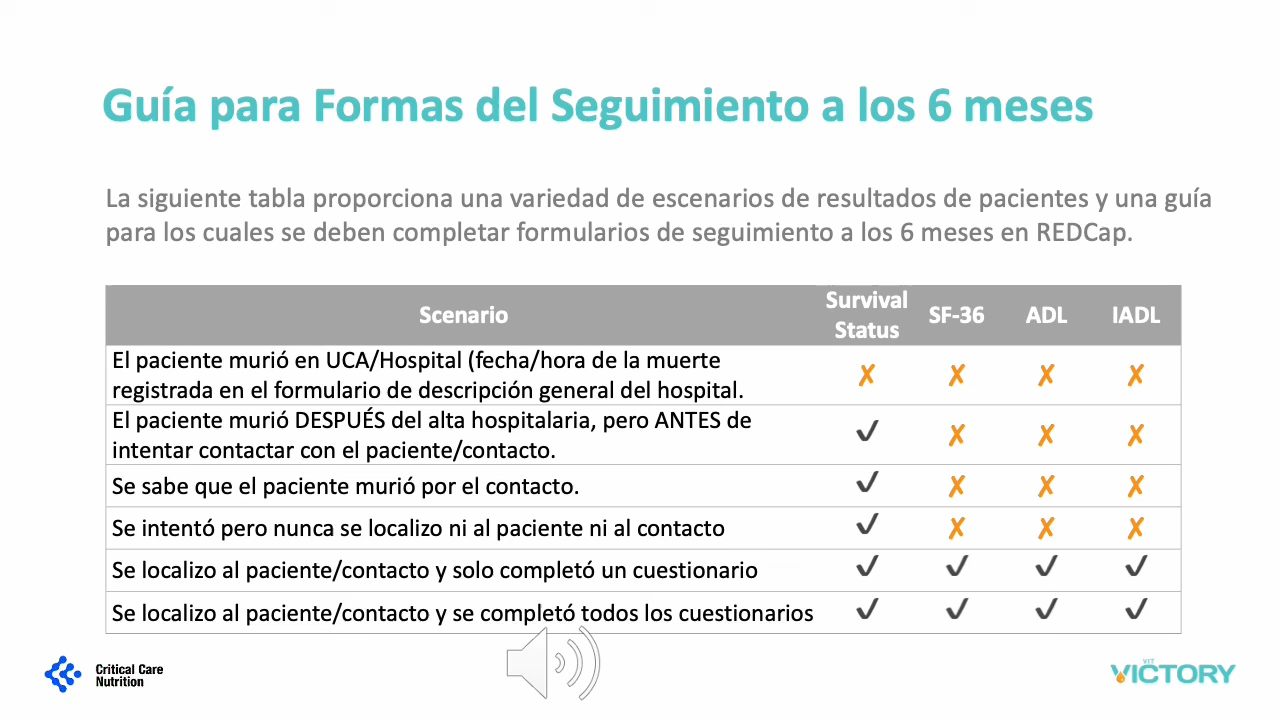 Guía para Formas del Seguimiento a los 6 meses
La siguiente tabla proporciona una variedad de escenarios de resultados de pacientes y una guía
para los cuales se deben completar formularios de seguimiento a los 6 meses en REDCap.
Scenario
Survival
Status
SF-36
ADL
IADL
El paciente murió en UCA/Hospital (fecha/hora de la muerte
registrada en el formulario de descripción general del hospital.
✗ ✗ ✗ ✗
El paciente murió DESPUÉS del alta hospitalaria, pero ANTES de
intentar contactar con el paciente/contacto.
✓ ✗ ✗ ✗
Se sabe que el paciente murió por el contacto.
✓ ✗ ✗ ✗
Se intentó pero nunca se localizo ni al paciente ni al contacto
✓ ✗ ✗ ✗
Se localizo al paciente/contacto y solo completó un cuestionario
✓ ✓ ✓ ✓
Se localizo al paciente/contacto y se completó todos los cuestionarios
✓ ✓ ✓ ✓
Critical Care
Nutrition
VICTORY